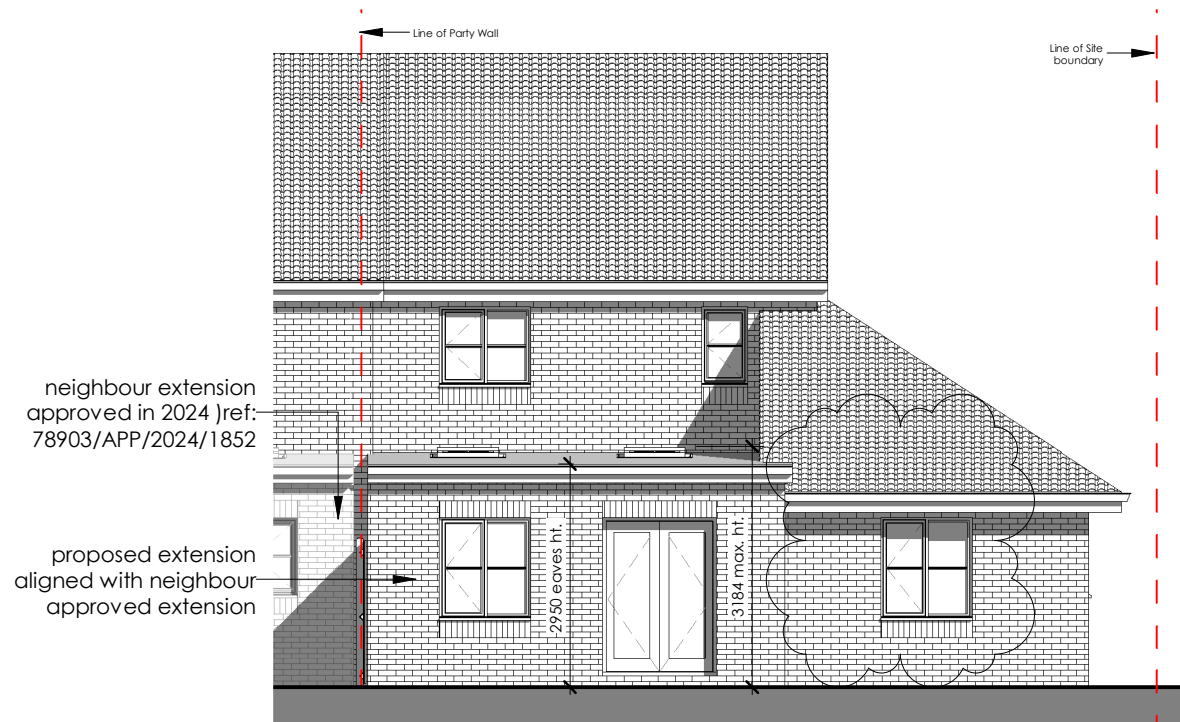 Line of Party Wall
Line of Site
boundary
neighbour extension
approved in 2024 )ref:
78903/APP/2024/1852
proposed extension
aligned with neighbour
approved extension
2950 eaves ht.
3184 max. ht.